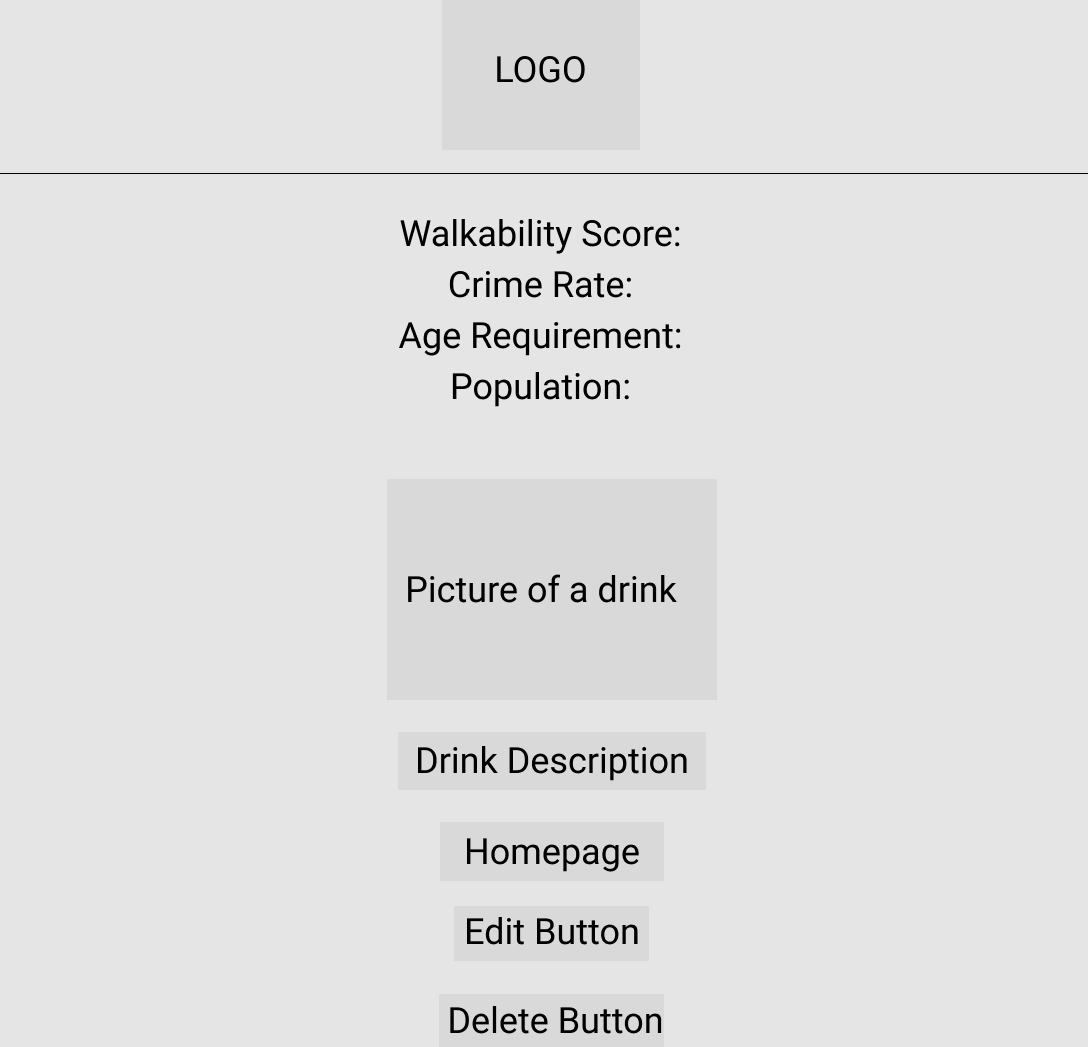 LOGO
Walkability Score:
Crime Rate:
Age Requirement:
Population:
Picture of a drink
Drink Description
Homepage
Edit Button
Delete Button